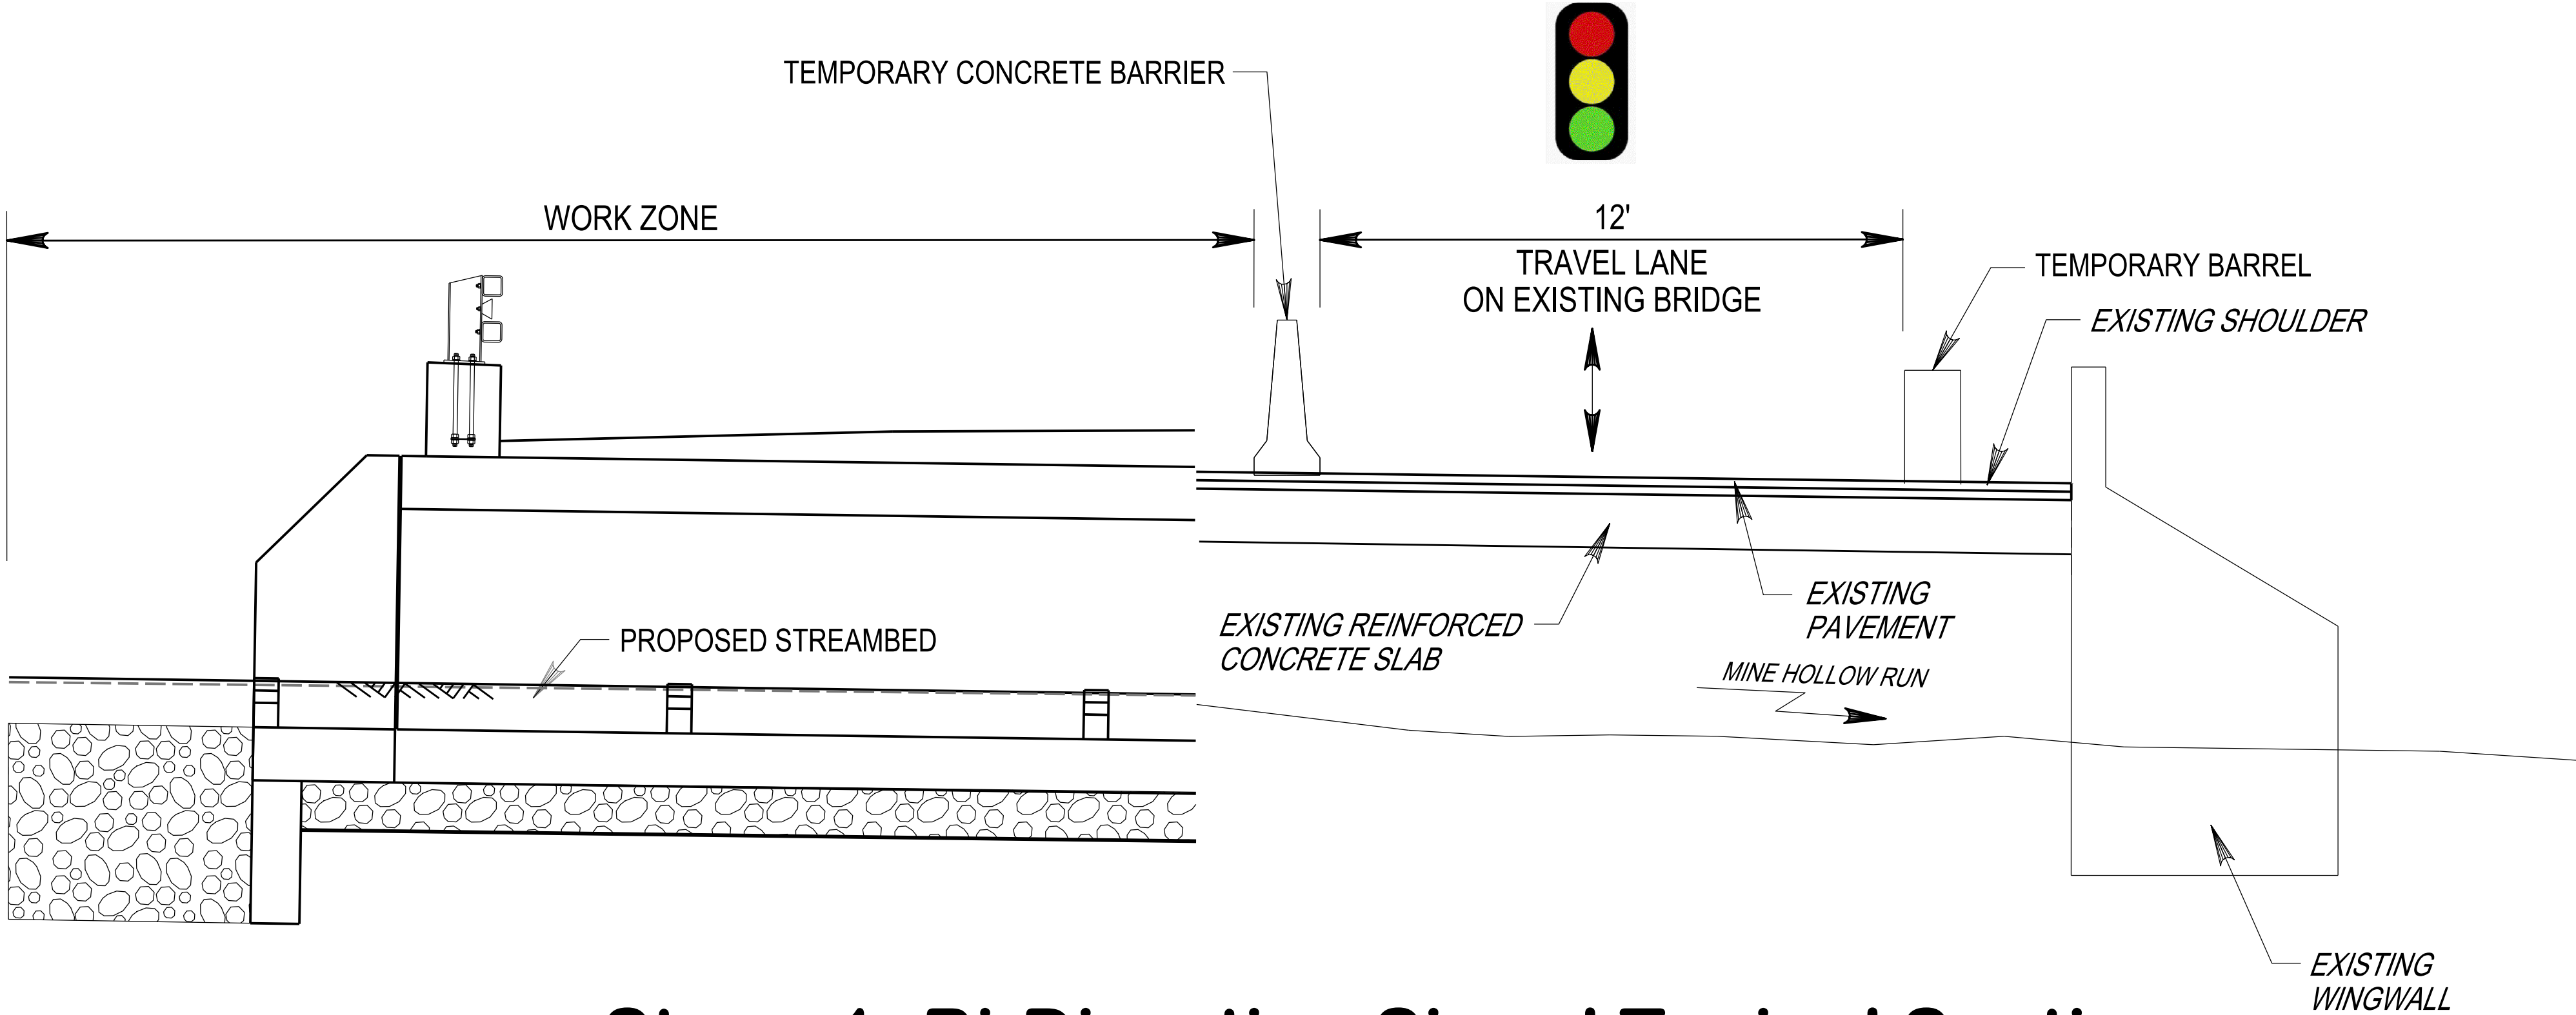 TEMPORARY CONCRETE BARRIER
WORK ZONE
12'
TRAVEL LANE
ON EXISTING BRIDGE
TEMPORARY BARREL
EXISTING SHOULDER
PROPOSED STREAMBED
EXISTING REINFORCED
CONCRETE SLAB
EXISTING
PAVEMENT
MINE HOLLOW RUN
EXISTING
WINGWALL